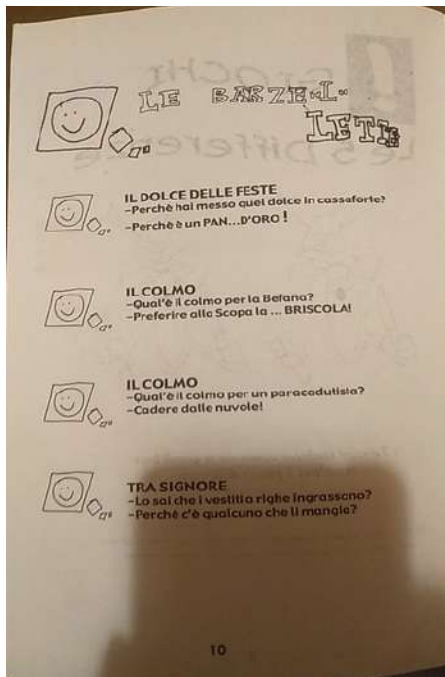 LE BARZEL-
LETTE
IL DOLCE DELLE FESTE
-Perchè hai messo quel dolce in cassaforte?
-Perchè è un PAN...D'ORO !
IL COLMO
-Qual'è il colmo per la Befana?
-Preferire alla Scopa la ... BRISCOLA!
IL COLMO
-Qual'è il colmo per un paracadutista?
-Cadere dalle nuvole!
TRA SIGNORE
-Lo sai che i vestiti a righe ingrassano?
-Perchè c'è qualcuno che li mangia?
10